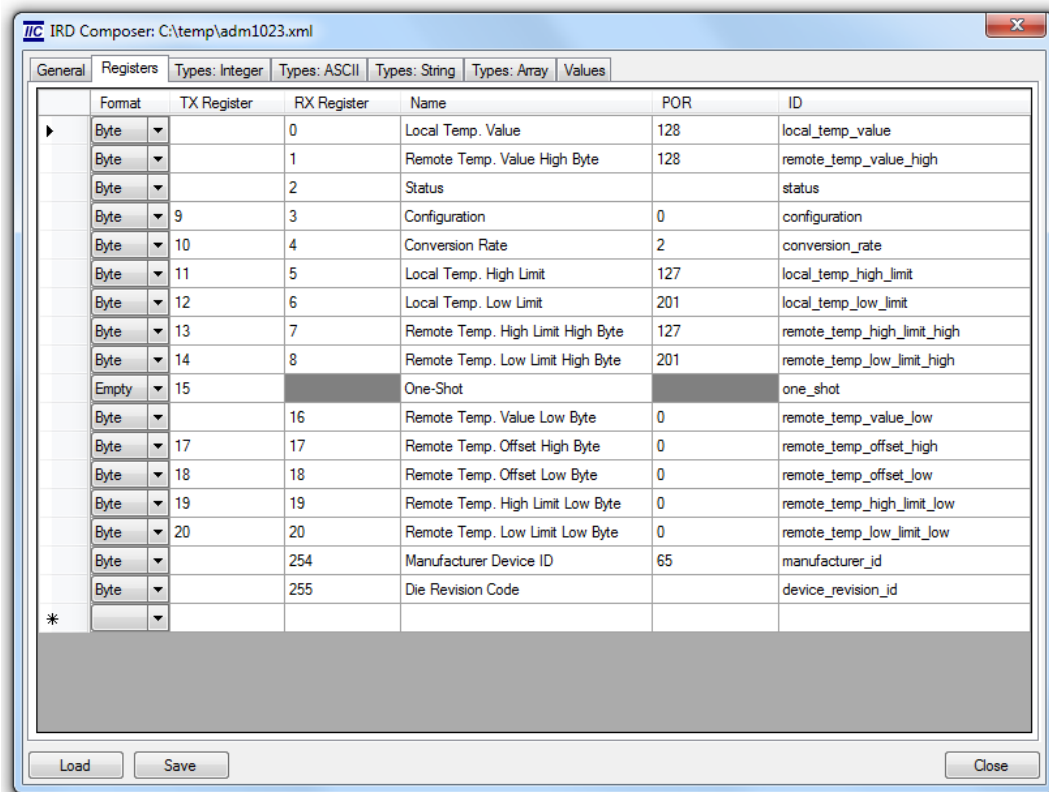 IIC IRD Composer: C:\temp\adm1023.xml
General Registers Types: Integer Types: ASCII Types: String Types: Array Values
Format TX Register RX Register Name POR ID
Byte 0 Local Temp. Value 128 local_temp_value
Byte 1 Remote Temp. Value High Byte 128 remote_temp_value_high
Byte 2 Status status
Byte 9 3 Configuration 0 configuration
Byte 10 4 Conversion Rate 2 conversion_rate
Byte 11 5 Local Temp. High Limit 127 local_temp_high_limit
Byte 12 6 Local Temp. Low Limit 201 local_temp_low_limit
Byte 13 7 Remote Temp. High Limit High Byte 127 remote_temp_high_limit_high
Byte 14 8 Remote Temp. Low Limit High Byte 201 remote_temp_low_limit_high
Empty 15 One-Shot one_shot
Byte 16 Remote Temp. Value Low Byte 0 remote_temp_value_low
Byte 17 17 Remote Temp. Offset High Byte 0 remote_temp_offset_high
Byte 18 18 Remote Temp. Offset Low Byte 0 remote_temp_offset_low
Byte 19 19 Remote Temp. High Limit Low Byte 0 remote_temp_high_limit_low
Byte 20 20 Remote Temp. Low Limit Low Byte 0 remote_temp_low_limit_low
Byte 254 Manufacturer Device ID 65 manufacturer_id
Byte 255 Die Revision Code device_revision_id
Load Save Close